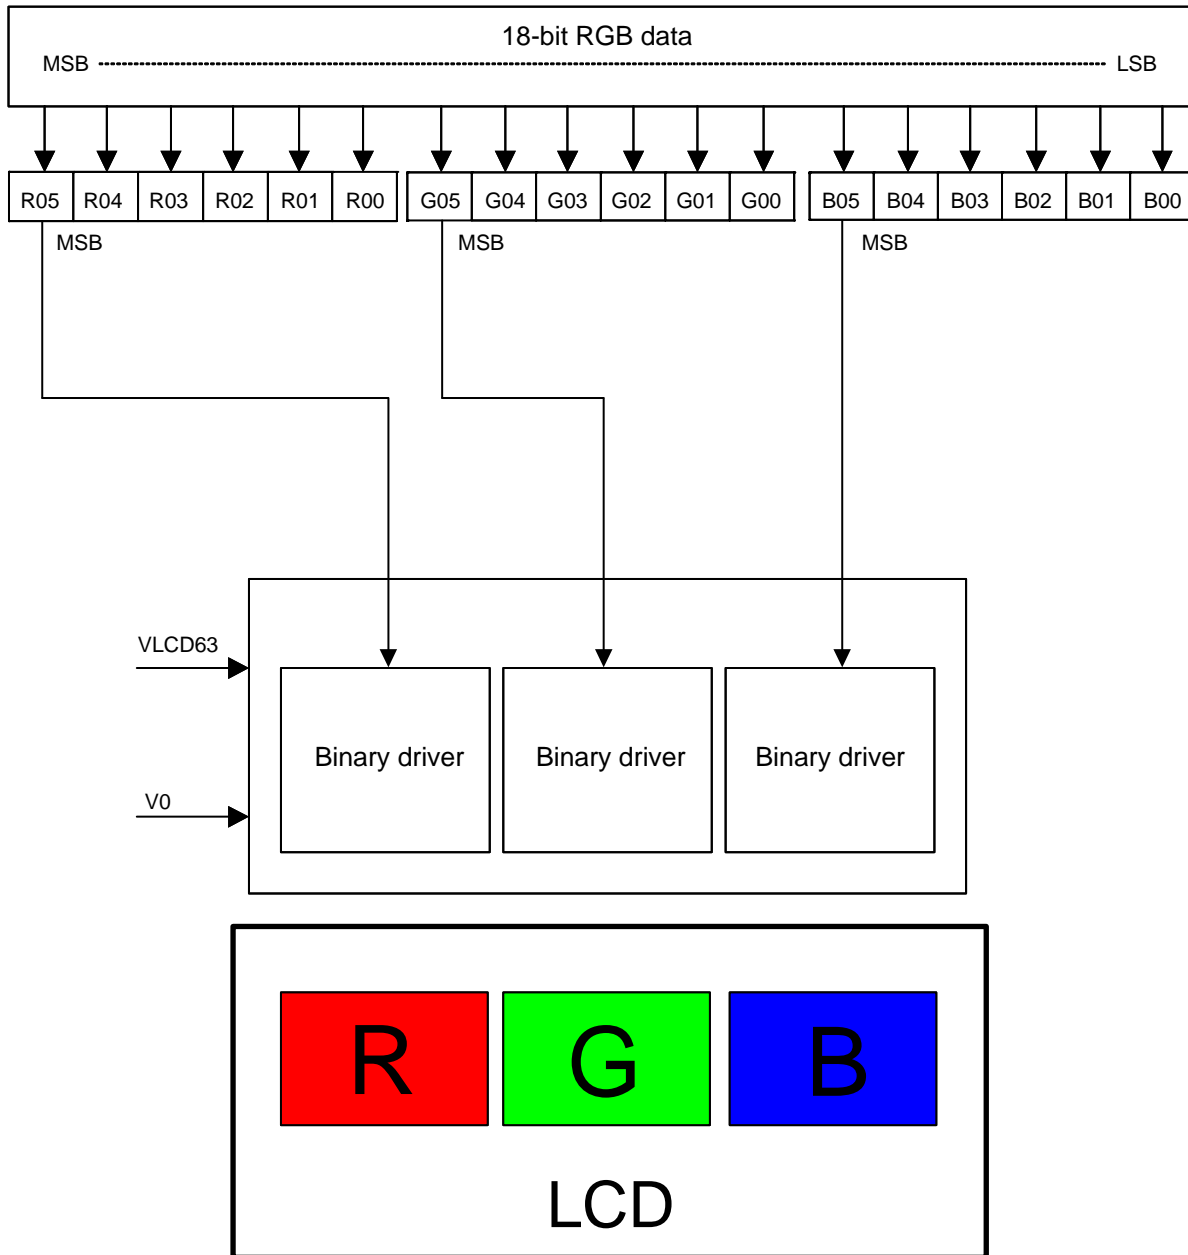 18-bit RGB data
MSB LSB
R05 R04 R03 R02 R01 R00 G05 G04 G03 G02 G01 G00 B05 B04 B03 B02 B01 B00
MSB MSB MSB
VLCD63
Binary driver Binary driver Binary driver
V0
R G B
LCD